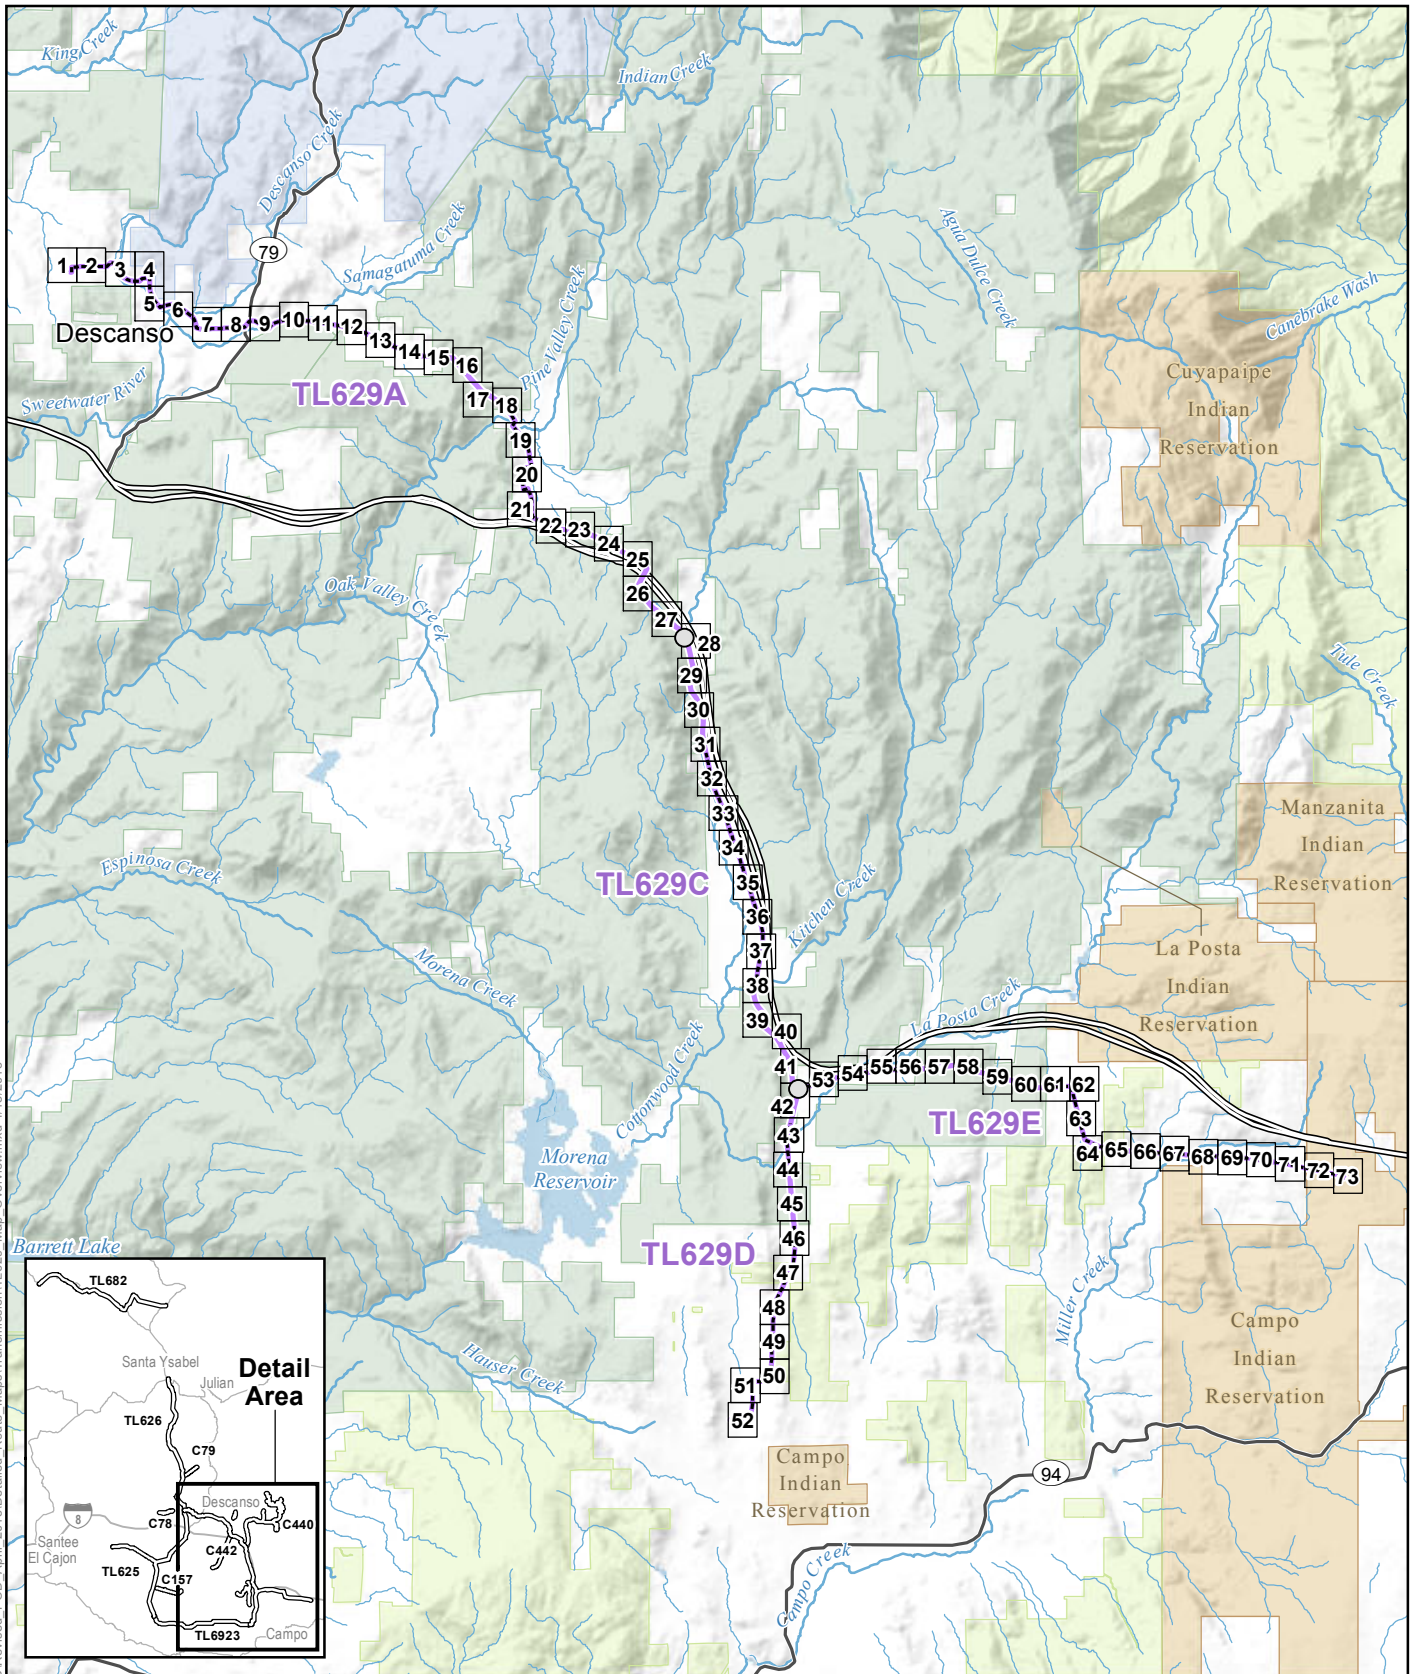 King Creek
Indian Creek
Descanso Creek
79
Samagatuma Creek
Agua Dulce Creek
Canebrake Wash
Pine Valley Creek
1
2
3
4
5
6
7
8
9
10
11
12
13
14
15
16
17
18
19
20
21
22
23
24
25
26
27
28
29
30
31
32
33
34
35
36
37
38
39
40
41
42
43
44
45
46
47
48
49
50
51
52
53
54
55
56
57
58
59
60
61
62
63
64
65
66
67
68
69
70
71
72
73
Descanso
Sweetwater River
TL629A
Cuyapaipe
Indian
Reservation
Oak Valley Creek
Tule Creek
Manzanita
Indian
Reservation
Espinosa Creek
TL629C
Kitchen Creek
Morena Creek
La Posta
Indian
Reservation
La Posta Creek
Cottonwood Creek
TL629E
Morena
Reservoir
Barrett Lake
TL629D
Miller Creek
Campo
Indian
Reservation
Hauser Creek
Campo
Indian
Reservation
94
Campo Creek
TL682
Santa Ysabel
Julian
Detail
Area
TL626
C79
Descanso
8
C78
C440
Santee
El Cajon
C442
TL625
C157
TL6923
Campo